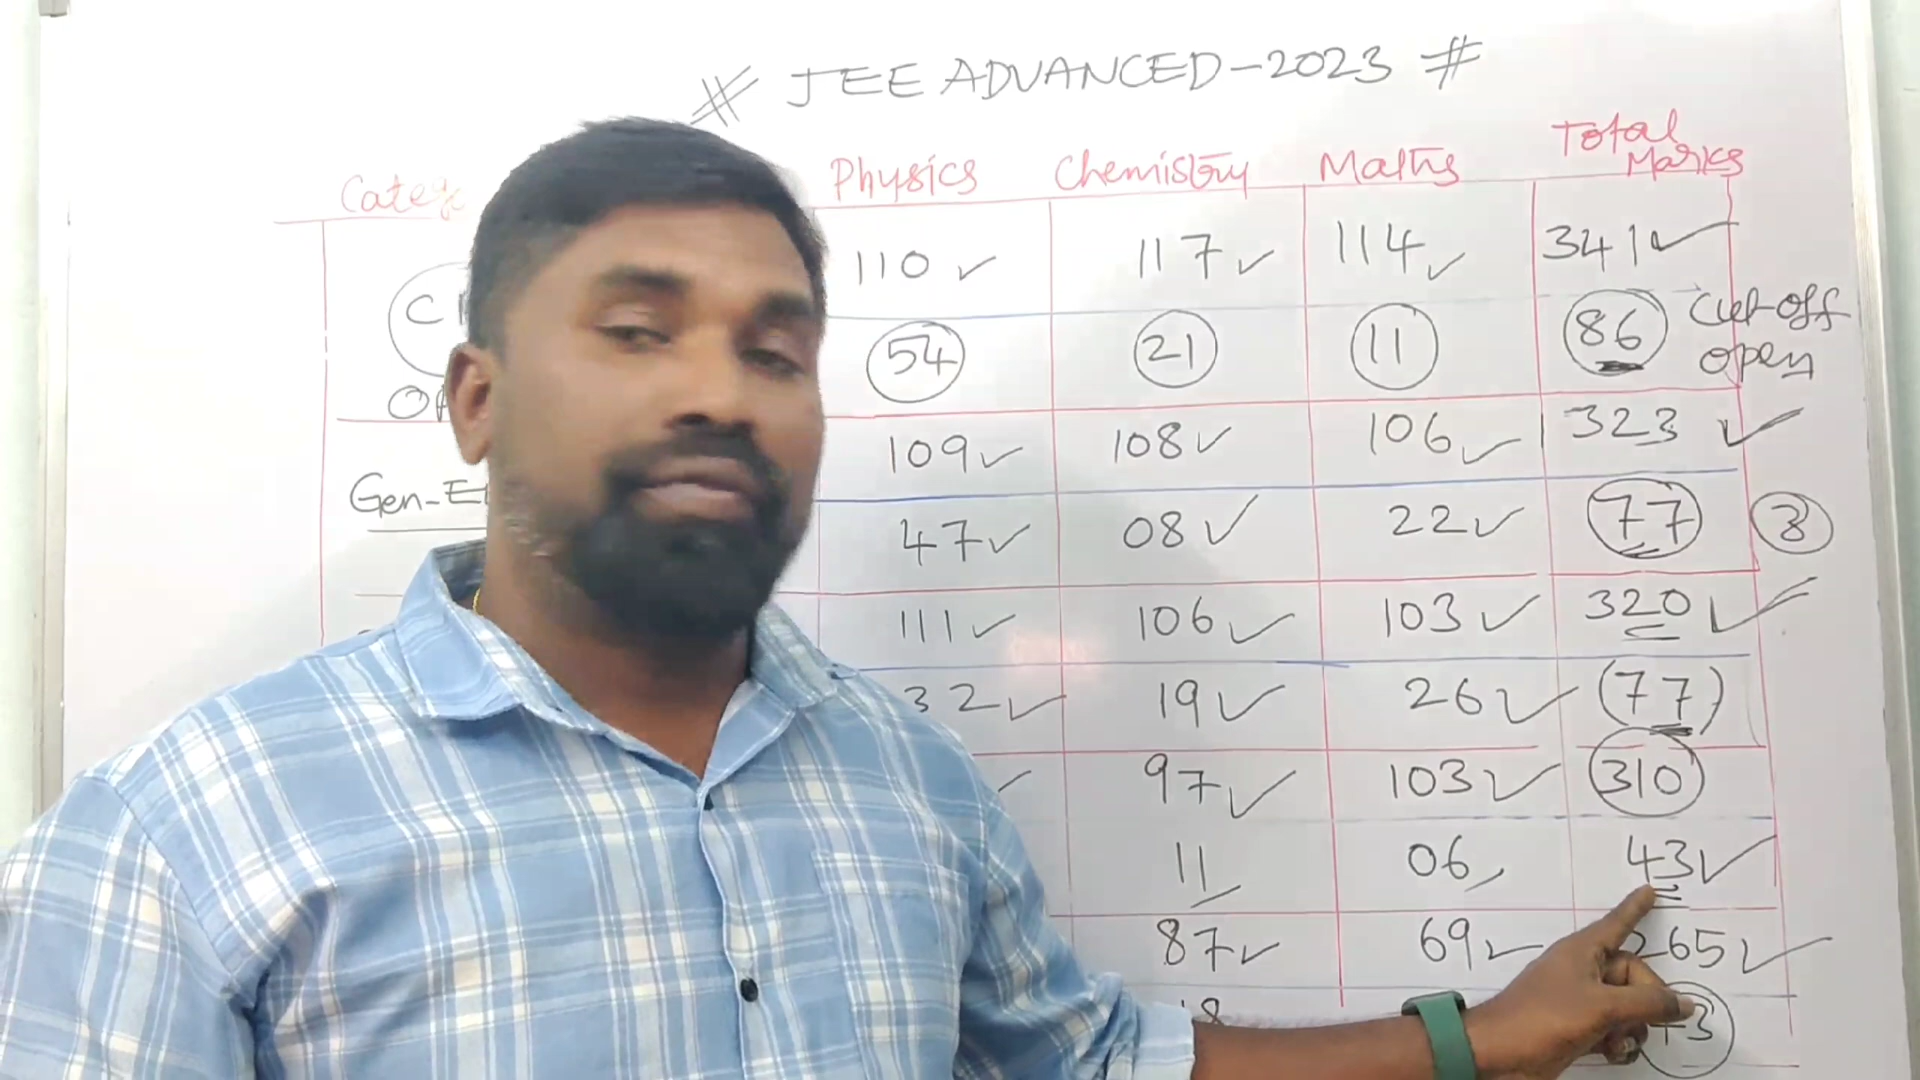 # JEE ADVANCED-2023 #
Physics Chemistry Maths Total Marks
110 ✓ 117 ✓ 114 ✓ 341 ✓
54 21 11 86 Cut-off open
109 ✓ 108 ✓ 106 ✓ 323 ✓
47 ✓ 08 ✓ 22 ✓ 77 3
111 ✓ 106 ✓ 103 ✓ 320 ✓
32 ✓ 19 ✓ 26 ✓ (77)
97 ✓ 103 ✓ 310
11 06 43 ✓
87 ✓ 69 ✓ 265 ✓